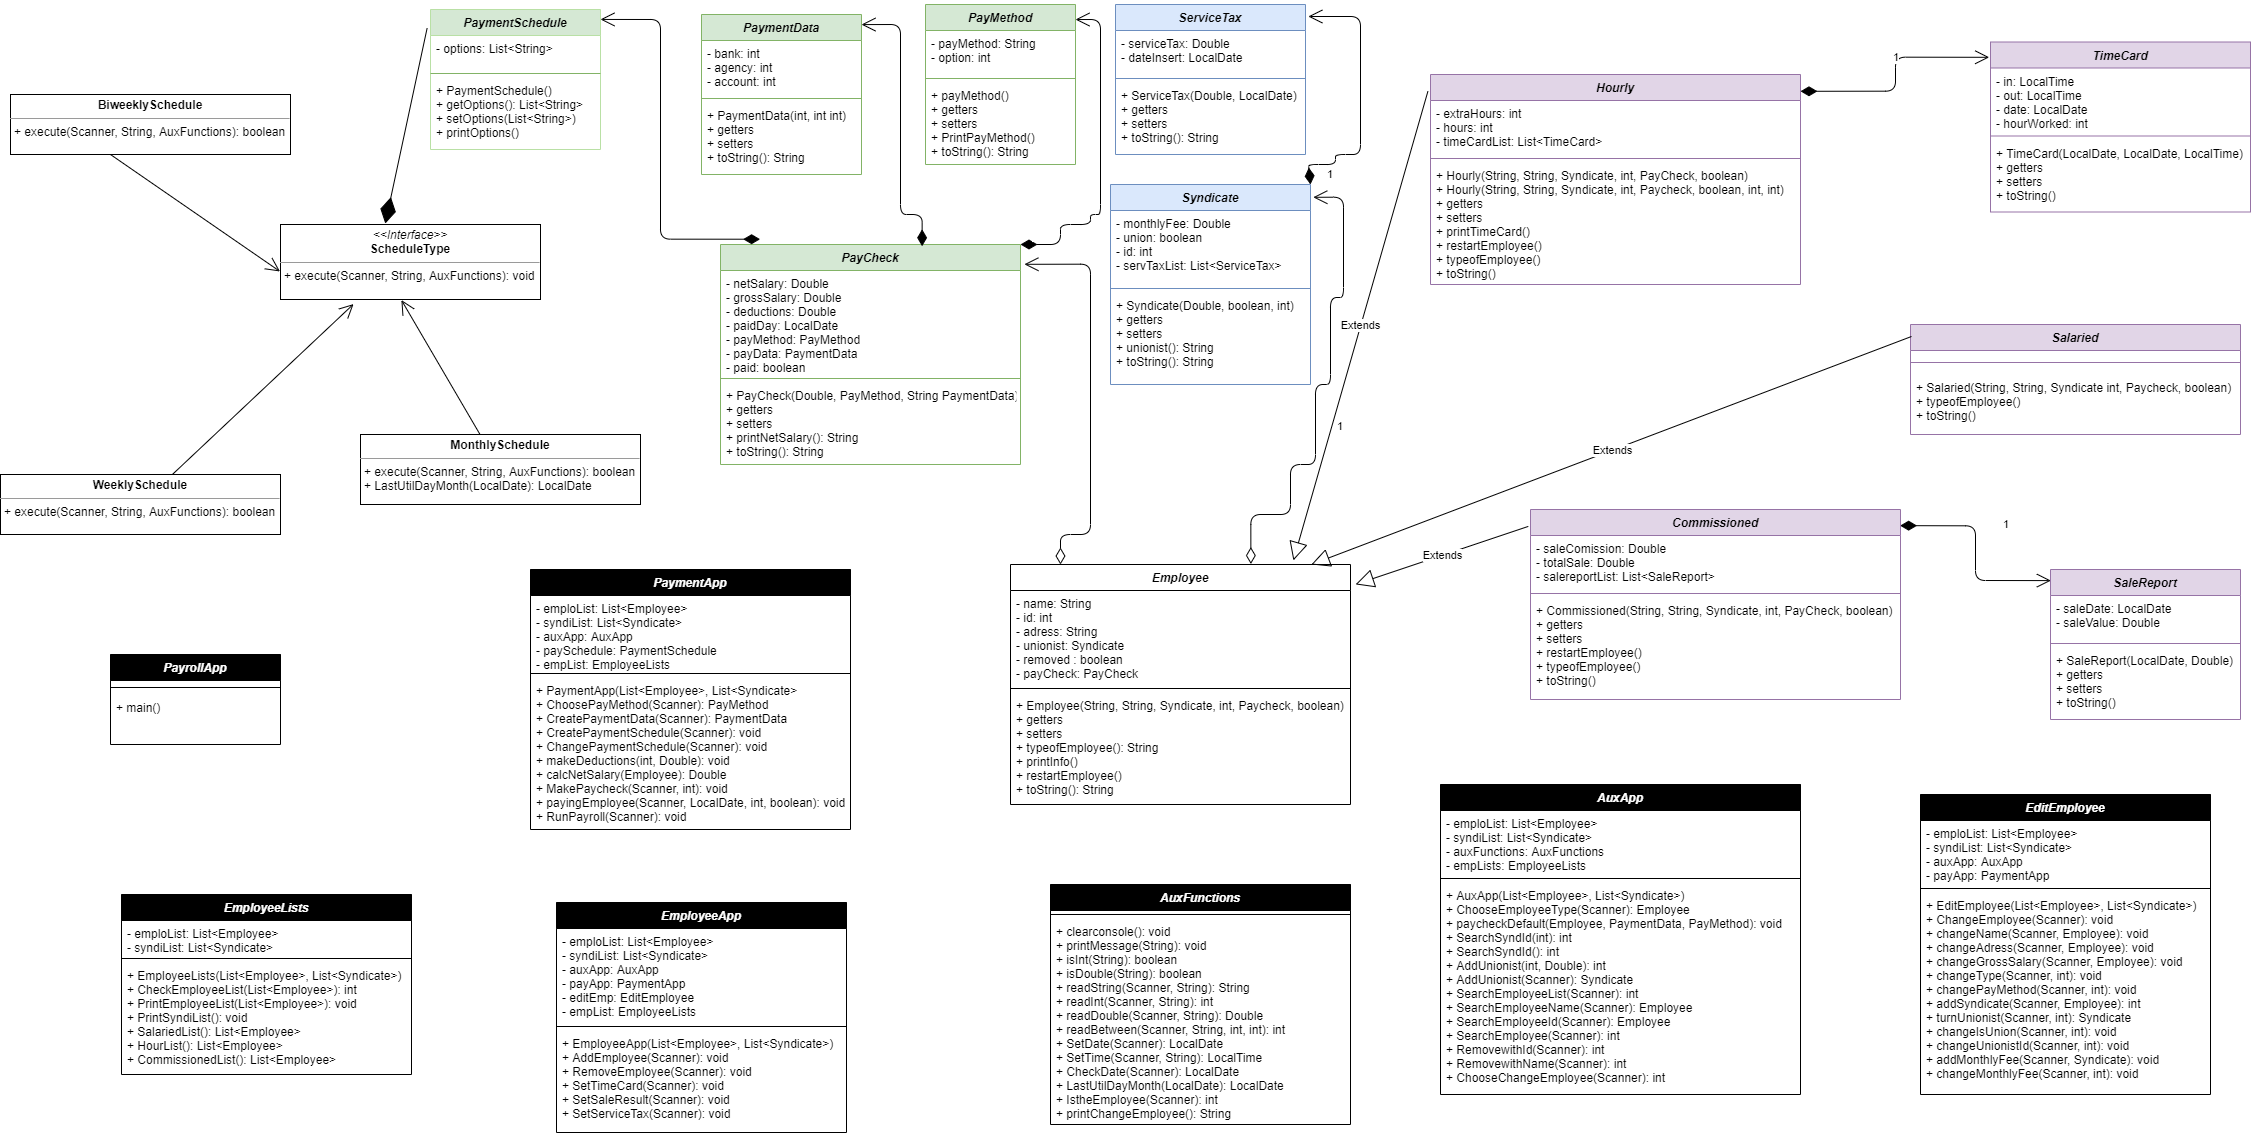 PaymentSchedule
- options: List<String>
+ PaymentSchedule()
+ getOptions(): List<String>
+ setOptions(List<String>)
+ printOptions()
PaymentData
- bank: int
- agency: int
- account: int
+ PaymentData(int, int int)
+ getters
+ setters
+ toString(): String
PayMethod
- payMethod: String
- option: int
+ payMethod()
+ getters
+ setters
+ PrintPayMethod()
+ toString(): String
ServiceTax
- serviceTax: Double
- dateInsert: LocalDate
+ ServiceTax(Double, LocalDate)
+ getters
+ setters
+ toString(): String
1
Hourly
- extraHours: int
- hours: int
- timeCardList: List<TimeCard>
+ Hourly(String, String, Syndicate, int, PayCheck, boolean)
+ Hourly(String, String, Syndicate, int, Paycheck, boolean, int, int)
+ getters
+ setters
+ printTimeCard()
+ restartEmployee()
+ typeofEmployee()
+ toString()
1
TimeCard
- in: LocalTime
- out: LocalTime
- date: LocalDate
- hourWorked: int
+ TimeCard(LocalDate, LocalDate, LocalTime)
+ getters
+ setters
+ toString()
BiweeklySchedule
+ execute(Scanner, String, AuxFunctions): boolean
<<Interface>>
ScheduleType
+ execute(Scanner, String, AuxFunctions): void
PayCheck
- netSalary: Double
- grossSalary: Double
- deductions: Double
- paidDay: LocalDate
- payMethod: PayMethod
- payData: PaymentData
- paid: boolean
+ PayCheck(Double, PayMethod, String PaymentData)
+ getters
+ setters
+ printNetSalary(): String
+ toString(): String
Syndicate
- monthlyFee: Double
- union: boolean
- id: int
- servTaxList: List<ServiceTax>
+ Syndicate(Double, boolean, int)
+ getters
+ setters
+ unionist(): String
+ toString(): String
Extends
1
Salaried
+ Salaried(String, String, Syndicate int, Paycheck, boolean)
+ typeofEmployee()
+ toString()
Extends
MonthlySchedule
+ execute(Scanner, String, AuxFunctions): boolean
+ LastUtilDayMonth(LocalDate): LocalDate
WeeklySchedule
+ execute(Scanner, String, AuxFunctions): boolean
Commissioned
- saleComission: Double
- totalSale: Double
- salereportList: List<SaleReport>
+ Commissioned(String, String, Syndicate, int, PayCheck, boolean)
+ getters
+ setters
+ restartEmployee()
+ typeofEmployee()
+ toString()
1
Extends
SaleReport
- saleDate: LocalDate
- saleValue: Double
+ SaleReport(LocalDate, Double)
+ getters
+ setters
+ toString()
PaymentApp
- emploList: List<Employee>
- syndiList: List<Syndicate>
- auxApp: AuxApp
- paySchedule: PaymentSchedule
- empList: EmployeeLists
+ PaymentApp(List<Employee>, List<Syndicate>
+ ChoosePayMethod(Scanner): PayMethod
+ CreatePaymentData(Scanner): PaymentData
+ CreatePaymentSchedule(Scanner): void
+ ChangePaymentSchedule(Scanner): void
+ makeDeductions(int, Double): void
+ calcNetSalary(Employee): Double
+ MakePaycheck(Scanner, int): void
+ payingEmployee(Scanner, LocalDate, int, boolean): void
+ RunPayroll(Scanner): void
Employee
- name: String
- id: int
- adress: String
- unionist: Syndicate
- removed : boolean
- payCheck: PayCheck
+ Employee(String, String, Syndicate, int, Paycheck, boolean)
+ getters
+ setters
+ typeofEmployee(): String
+ printInfo()
+ restartEmployee()
+ toString(): String
PayrollApp
+ main()
AuxApp
- emploList: List<Employee>
- syndiList: List<Syndicate>
- auxFunctions: AuxFunctions
- empLists: EmployeeLists
+ AuxApp(List<Employee>, List<Syndicate>)
+ ChooseEmployeeType(Scanner): Employee
+ paycheckDefault(Employee, PaymentData, PayMethod): void
+ SearchSyndId(int): int
+ SearchSyndId(): int
+ AddUnionist(int, Double): int
+ AddUnionist(Scanner): Syndicate
+ SearchEmployeeList(Scanner): int
+ SearchEmployeeName(Scanner): Employee
+ SearchEmployeeId(Scanner): Employee
+ SearchEmployee(Scanner): int
+ RemovewithId(Scanner): int
+ RemovewithName(Scanner): int
+ ChooseChangeEmployee(Scanner): int
EditEmployee
- emploList: List<Employee>
- syndiList: List<Syndicate>
- auxApp: AuxApp
- payApp: PaymentApp
+ EditEmployee(List<Employee>, List<Syndicate>)
+ ChangeEmployee(Scanner): void
+ changeName(Scanner, Employee): void
+ changeAdress(Scanner, Employee): void
+ changeGrossSalary(Scanner, Employee): void
+ changeType(Scanner, int): void
+ changePayMethod(Scanner, int): void
+ addSyndicate(Scanner, Employee): int
+ turnUnionist(Scanner, int): Syndicate
+ changeIsUnion(Scanner, int): void
+ changeUnionistId(Scanner, int): void
+ addMonthlyFee(Scanner, Syndicate): void
+ changeMonthlyFee(Scanner, int): void
EmployeeLists
- emploList: List<Employee>
- syndiList: List<Syndicate>
+ EmployeeLists(List<Employee>, List<Syndicate>)
+ CheckEmployeeList(List<Employee>): int
+ PrintEmployeeList(List<Employee>): void
+ PrintSyndiList(): void
+ SalariedList(): List<Employee>
+ HourList(): List<Employee>
+ CommissionedList(): List<Employee>
EmployeeApp
- emploList: List<Employee>
- syndiList: List<Syndicate>
- auxApp: AuxApp
- payApp: PaymentApp
- editEmp: EditEmployee
- empList: EmployeeLists
+ EmployeeApp(List<Employee>, List<Syndicate>)
+ AddEmployee(Scanner): void
+ RemoveEmployee(Scanner): void
+ SetTimeCard(Scanner): void
+ SetSaleResult(Scanner): void
+ SetServiceTax(Scanner): void
AuxFunctions
+ clearconsole(): void
+ printMessage(String): void
+ isInt(String): boolean
+ isDouble(String): boolean
+ readString(Scanner, String): String
+ readInt(Scanner, String): int
+ readDouble(Scanner, String): Double
+ readBetween(Scanner, String, int, int): int
+ SetDate(Scanner): LocalDate
+ SetTime(Scanner, String): LocalTime
+ CheckDate(Scanner): LocalDate
+ LastUtilDayMonth(LocalDate): LocalDate
+ IstheEmployee(Scanner): int
+ printChangeEmployee(): String